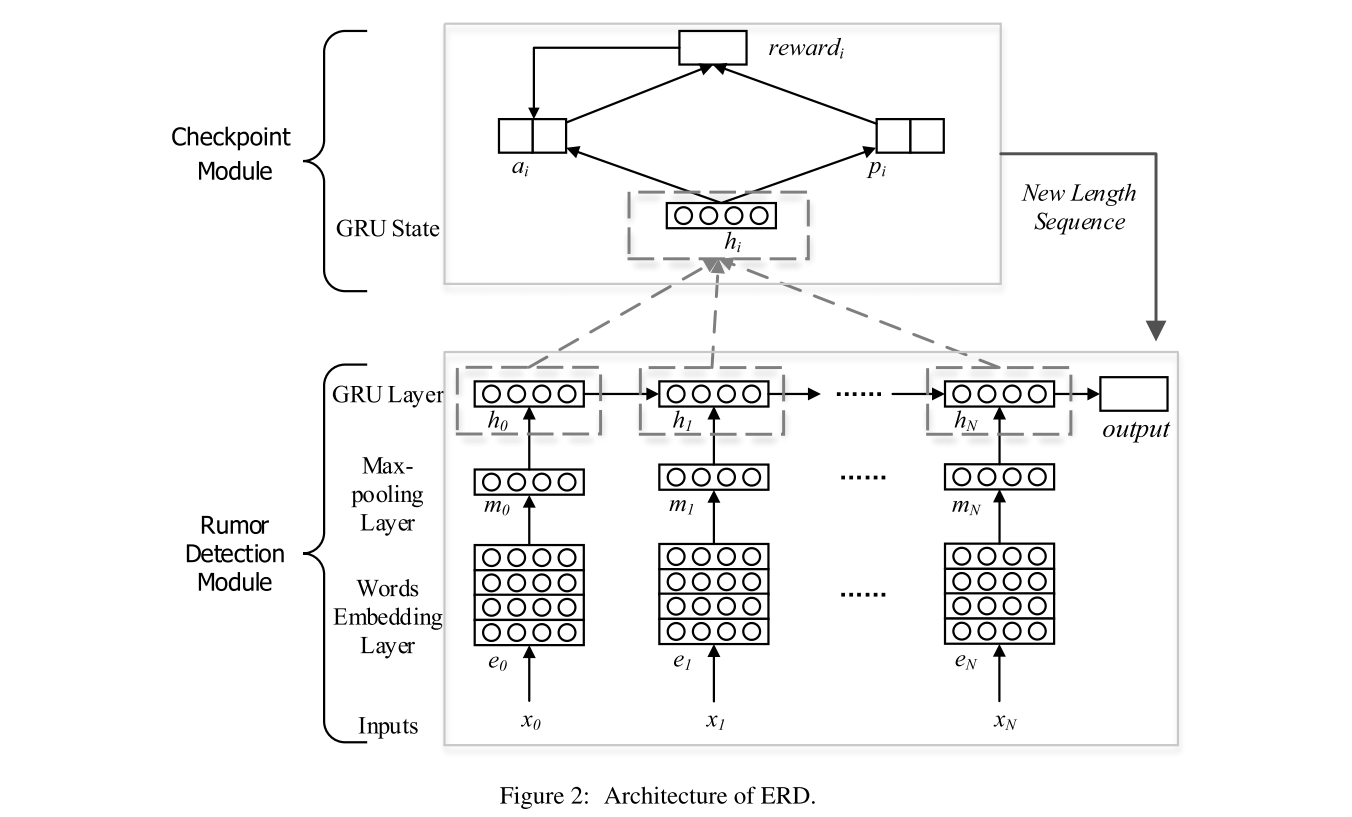 reward_i
Checkpoint
Module
a_i
p_i
New Length
Sequence
GRU State
h_i
GRU Layer
......
h_0
h_1
h_N
output
Max-
pooling
Layer
......
m_0
m_1
m_N
Rumor
Detection
Module
Words
Embedding
Layer
......
e_0
e_1
e_N
Inputs
x_0
x_1
x_N
Figure 2: Architecture of ERD.